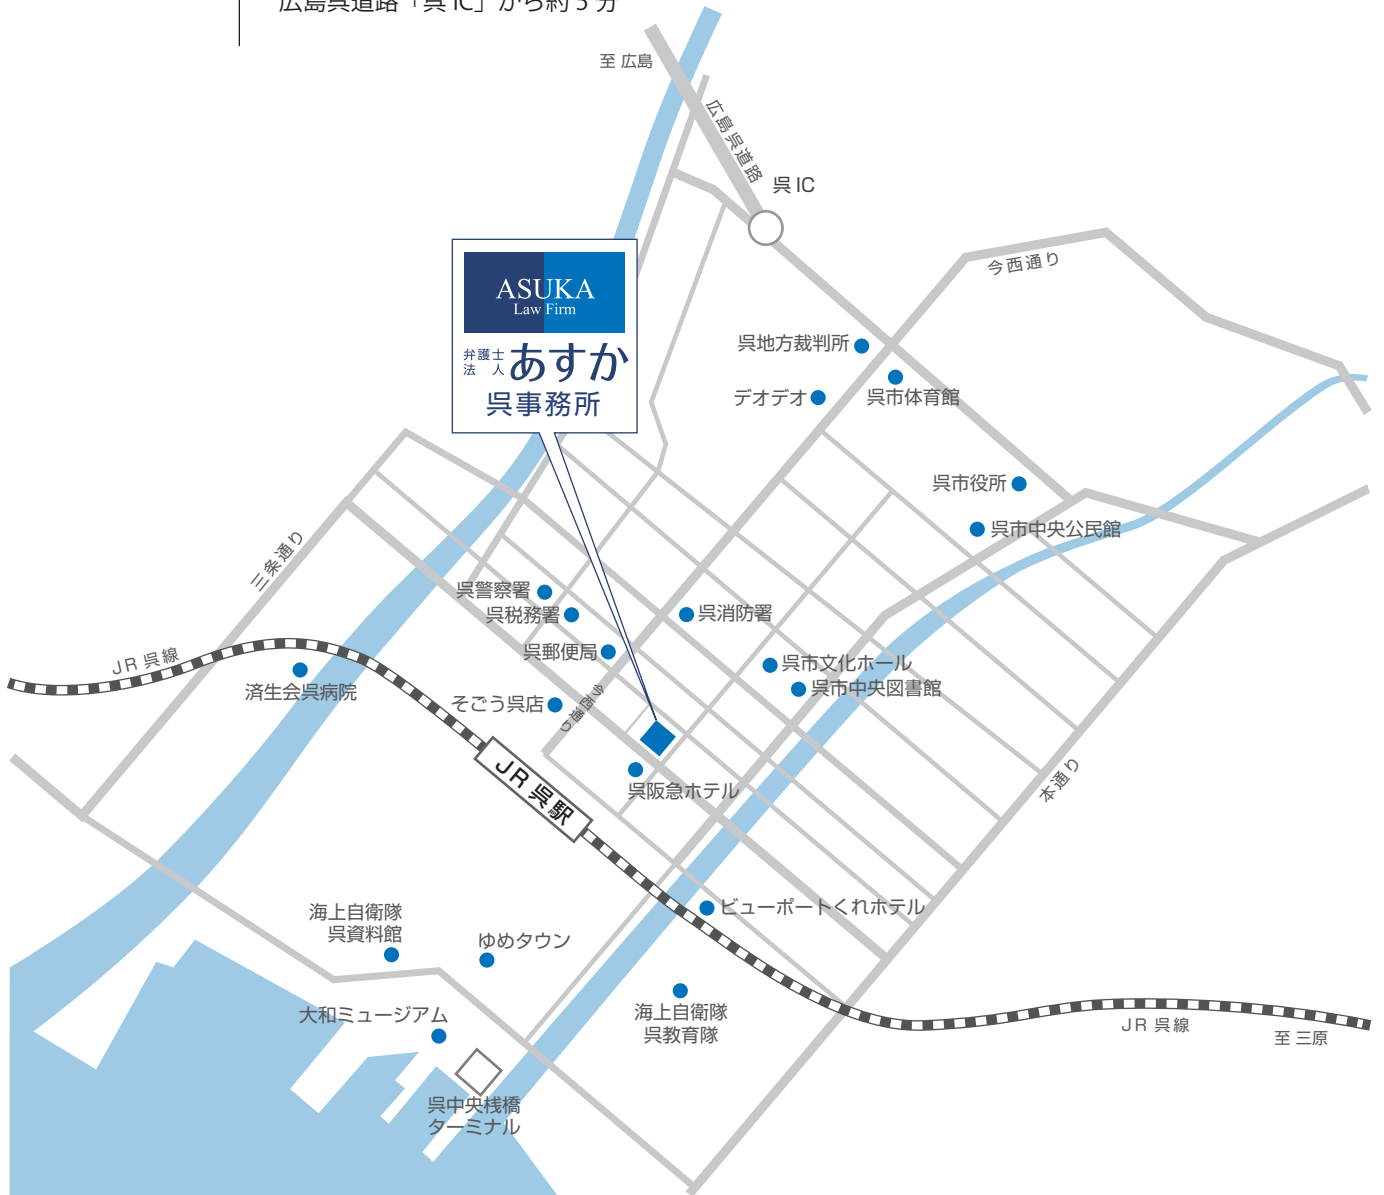 広島呉道路「呉 IC」から約 5 分
至 広島
広島呉道路
呉 IC
今西通り
ASUKA
Law Firm
弁護士
法 人
あすか
呉事務所
呉地方裁判所
デオデオ
呉市体育館
呉市役所
呉市中央公民館
三条通り
呉警察署
呉税務署
呉消防署
呉郵便局
呉市文化ホール
呉市中央図書館
JR 呉線
済生会呉病院
そごう呉店
今西通り
JR 呉駅
呉阪急ホテル
本通り
ビューポートくれホテル
海上自衛隊
呉資料館
ゆめタウン
大和ミュージアム
海上自衛隊
呉教育隊
JR 呉線
至 三原
呉中央桟橋
ターミナル